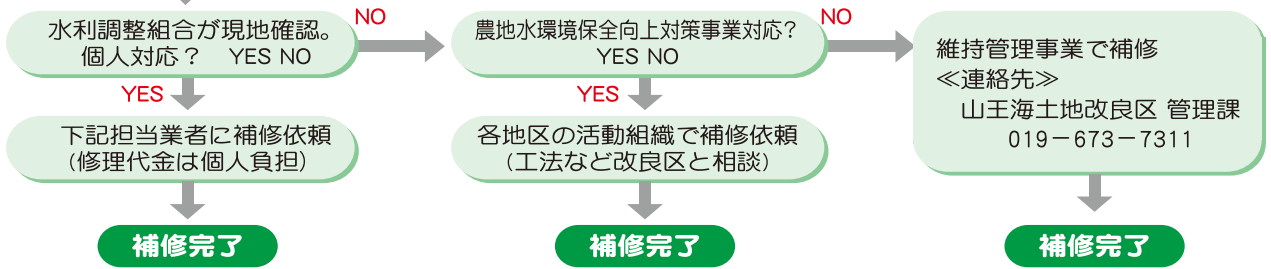 水利調整組合が現地確認。
個人対応？　YES NO
NO
農地水環境保全向上対策事業対応？
YES NO
NO
維持管理事業で補修
≪連絡先≫
山王海土地改良区 管理課
019－673－7311
YES
下記担当業者に補修依頼
（修理代金は個人負担）
YES
各地区の活動組織で補修依頼
（工法など改良区と相談）
補修完了
補修完了
補修完了